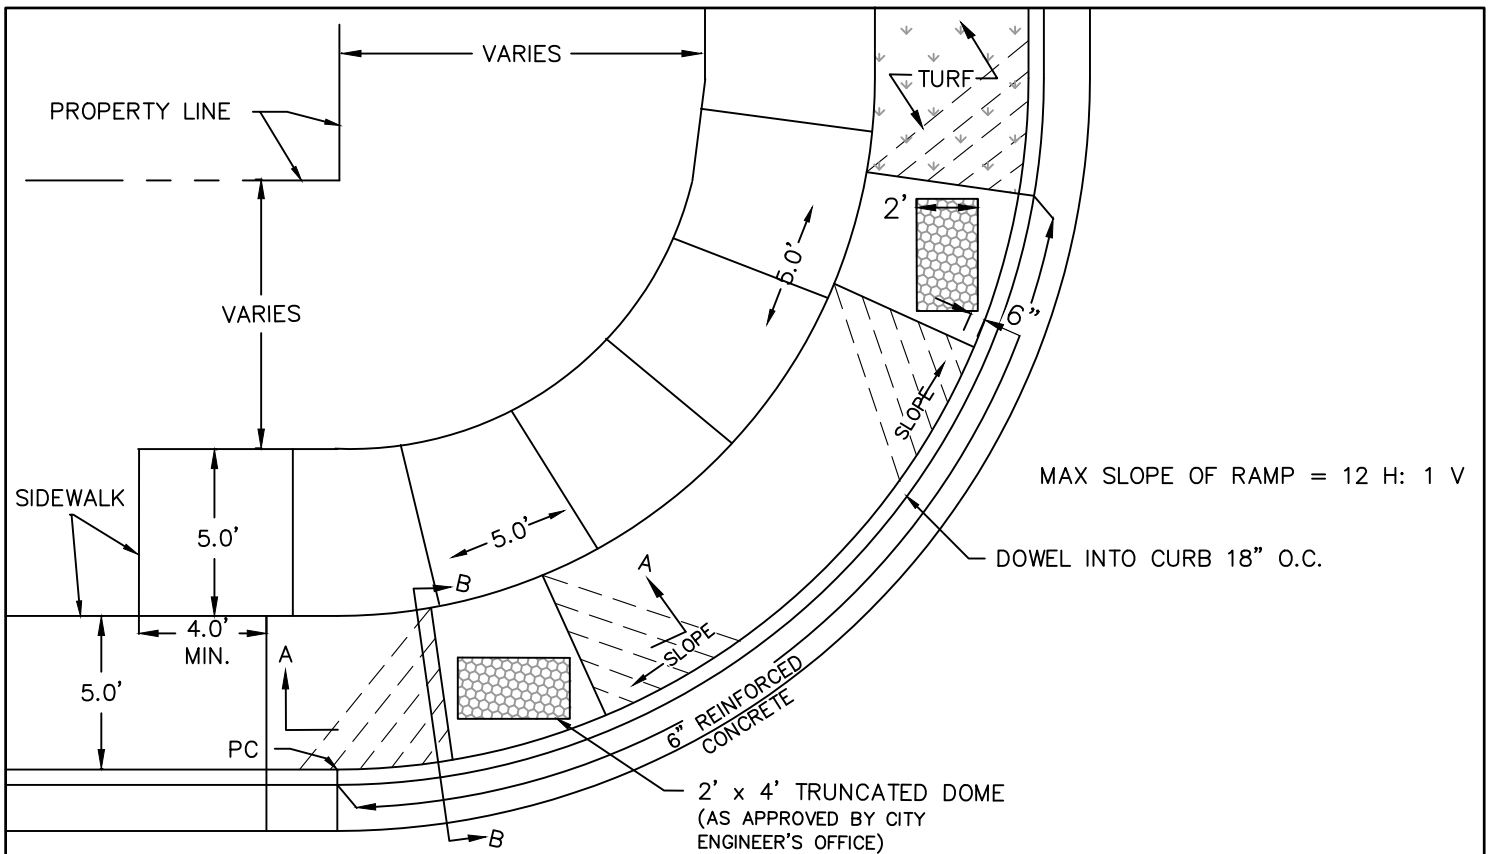 VARIES
PROPERTY LINE
TURF
2'
5.0'
VARIES
6"
SLOPE
MAX SLOPE OF RAMP = 12 H: 1 V
SIDEWALK
5.0'
5.0'
DOWEL INTO CURB 18" O.C.
A
B
4.0'
MIN.
SLOPE
A
5.0'
6" REINFORCED
CONCRETE
PC
2' x 4' TRUNCATED DOME
(AS APPROVED BY CITY
ENGINEER'S OFFICE)
B